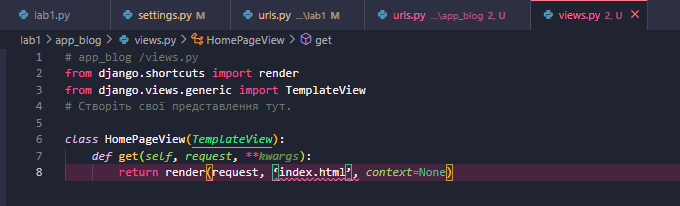 lab1.py settings.py M urls.py ...\lab1 urls.py ...\app_blog 2, U views.py 2, U
lab1 > app_blog > views.py > HomePageView > get
1 # app_blog /views.py
2 from django.shortcuts import render
3 from django.views.generic import TemplateView
4 # Створіть свої представлення тут.
5
6 class HomePageView(TemplateView):
7 def get(self, request, **kwargs):
8 return render(request, ‘index.html’, context=None)